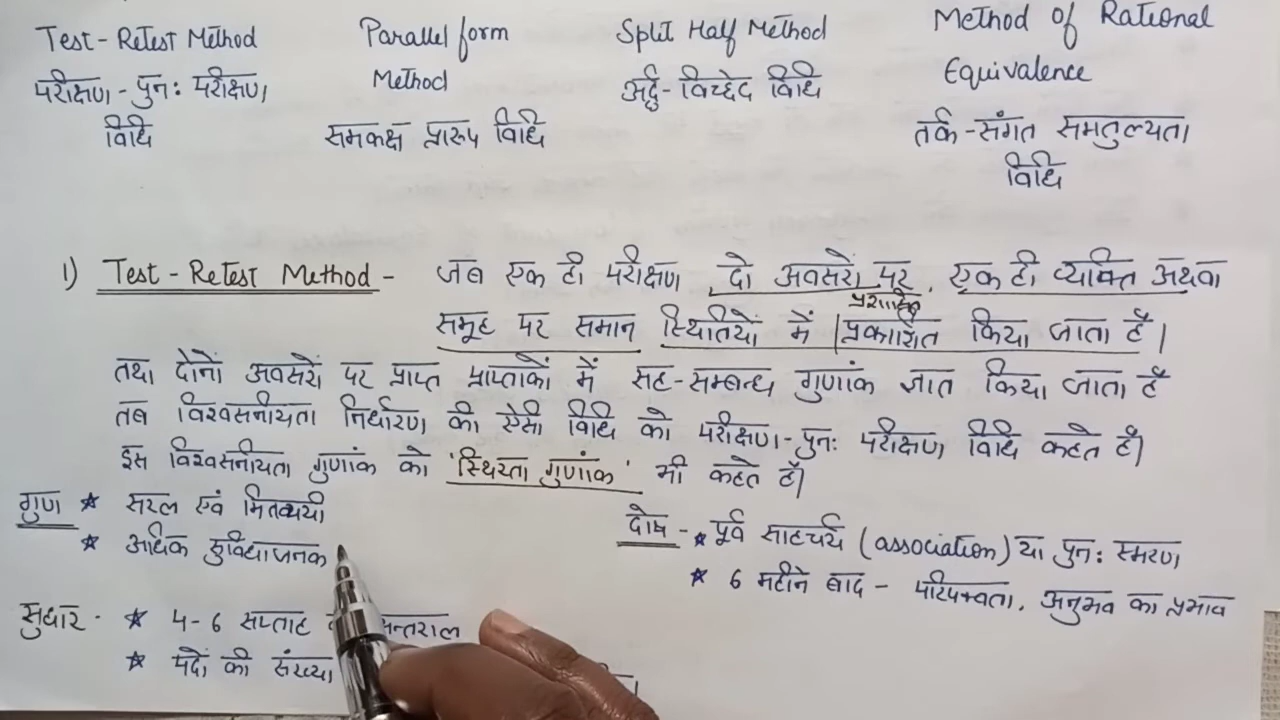 Test-Retest Method
परीक्षण - पुनः परीक्षण
विधि
Parallel form
Method
समकक्ष प्रारूप विधि
Split Half Method
अर्द्ध-विच्छेद विधि
Method of Rational
Equivalence
तर्क-संगत समतुल्यता
विधि
1) Test-Retest Method - जब एक ही परीक्षण दो अवसरों पर, एक ही व्यक्ति अथवा
समूह पर समान स्थितियों में प्रकाशित किया जाता है।
तथा दोनों अवसरों पर प्राप्त प्राप्तांकों में सह-सम्बन्ध गुणांक ज्ञात किया जाता है
तब विश्वसनीयता निर्धारण की ऐसी विधि को परीक्षण-पुनः परीक्षण विधि कहते हैं।
इस विश्वसनीयता गुणांक को 'स्थिरता गुणांक' भी कहते हैं।
गुण ★ सरल एवं मितव्ययी
★ अधिक सुविधाजनक
दोष - ★ पूर्व साहचर्य (association) या पुनः स्मरण
★ 6 महीने बाद - परिपक्वता, अनुभव का प्रभाव
सुधार - ★ 4-6 सप्ताह अन्तराल
★ पदों की संख्या